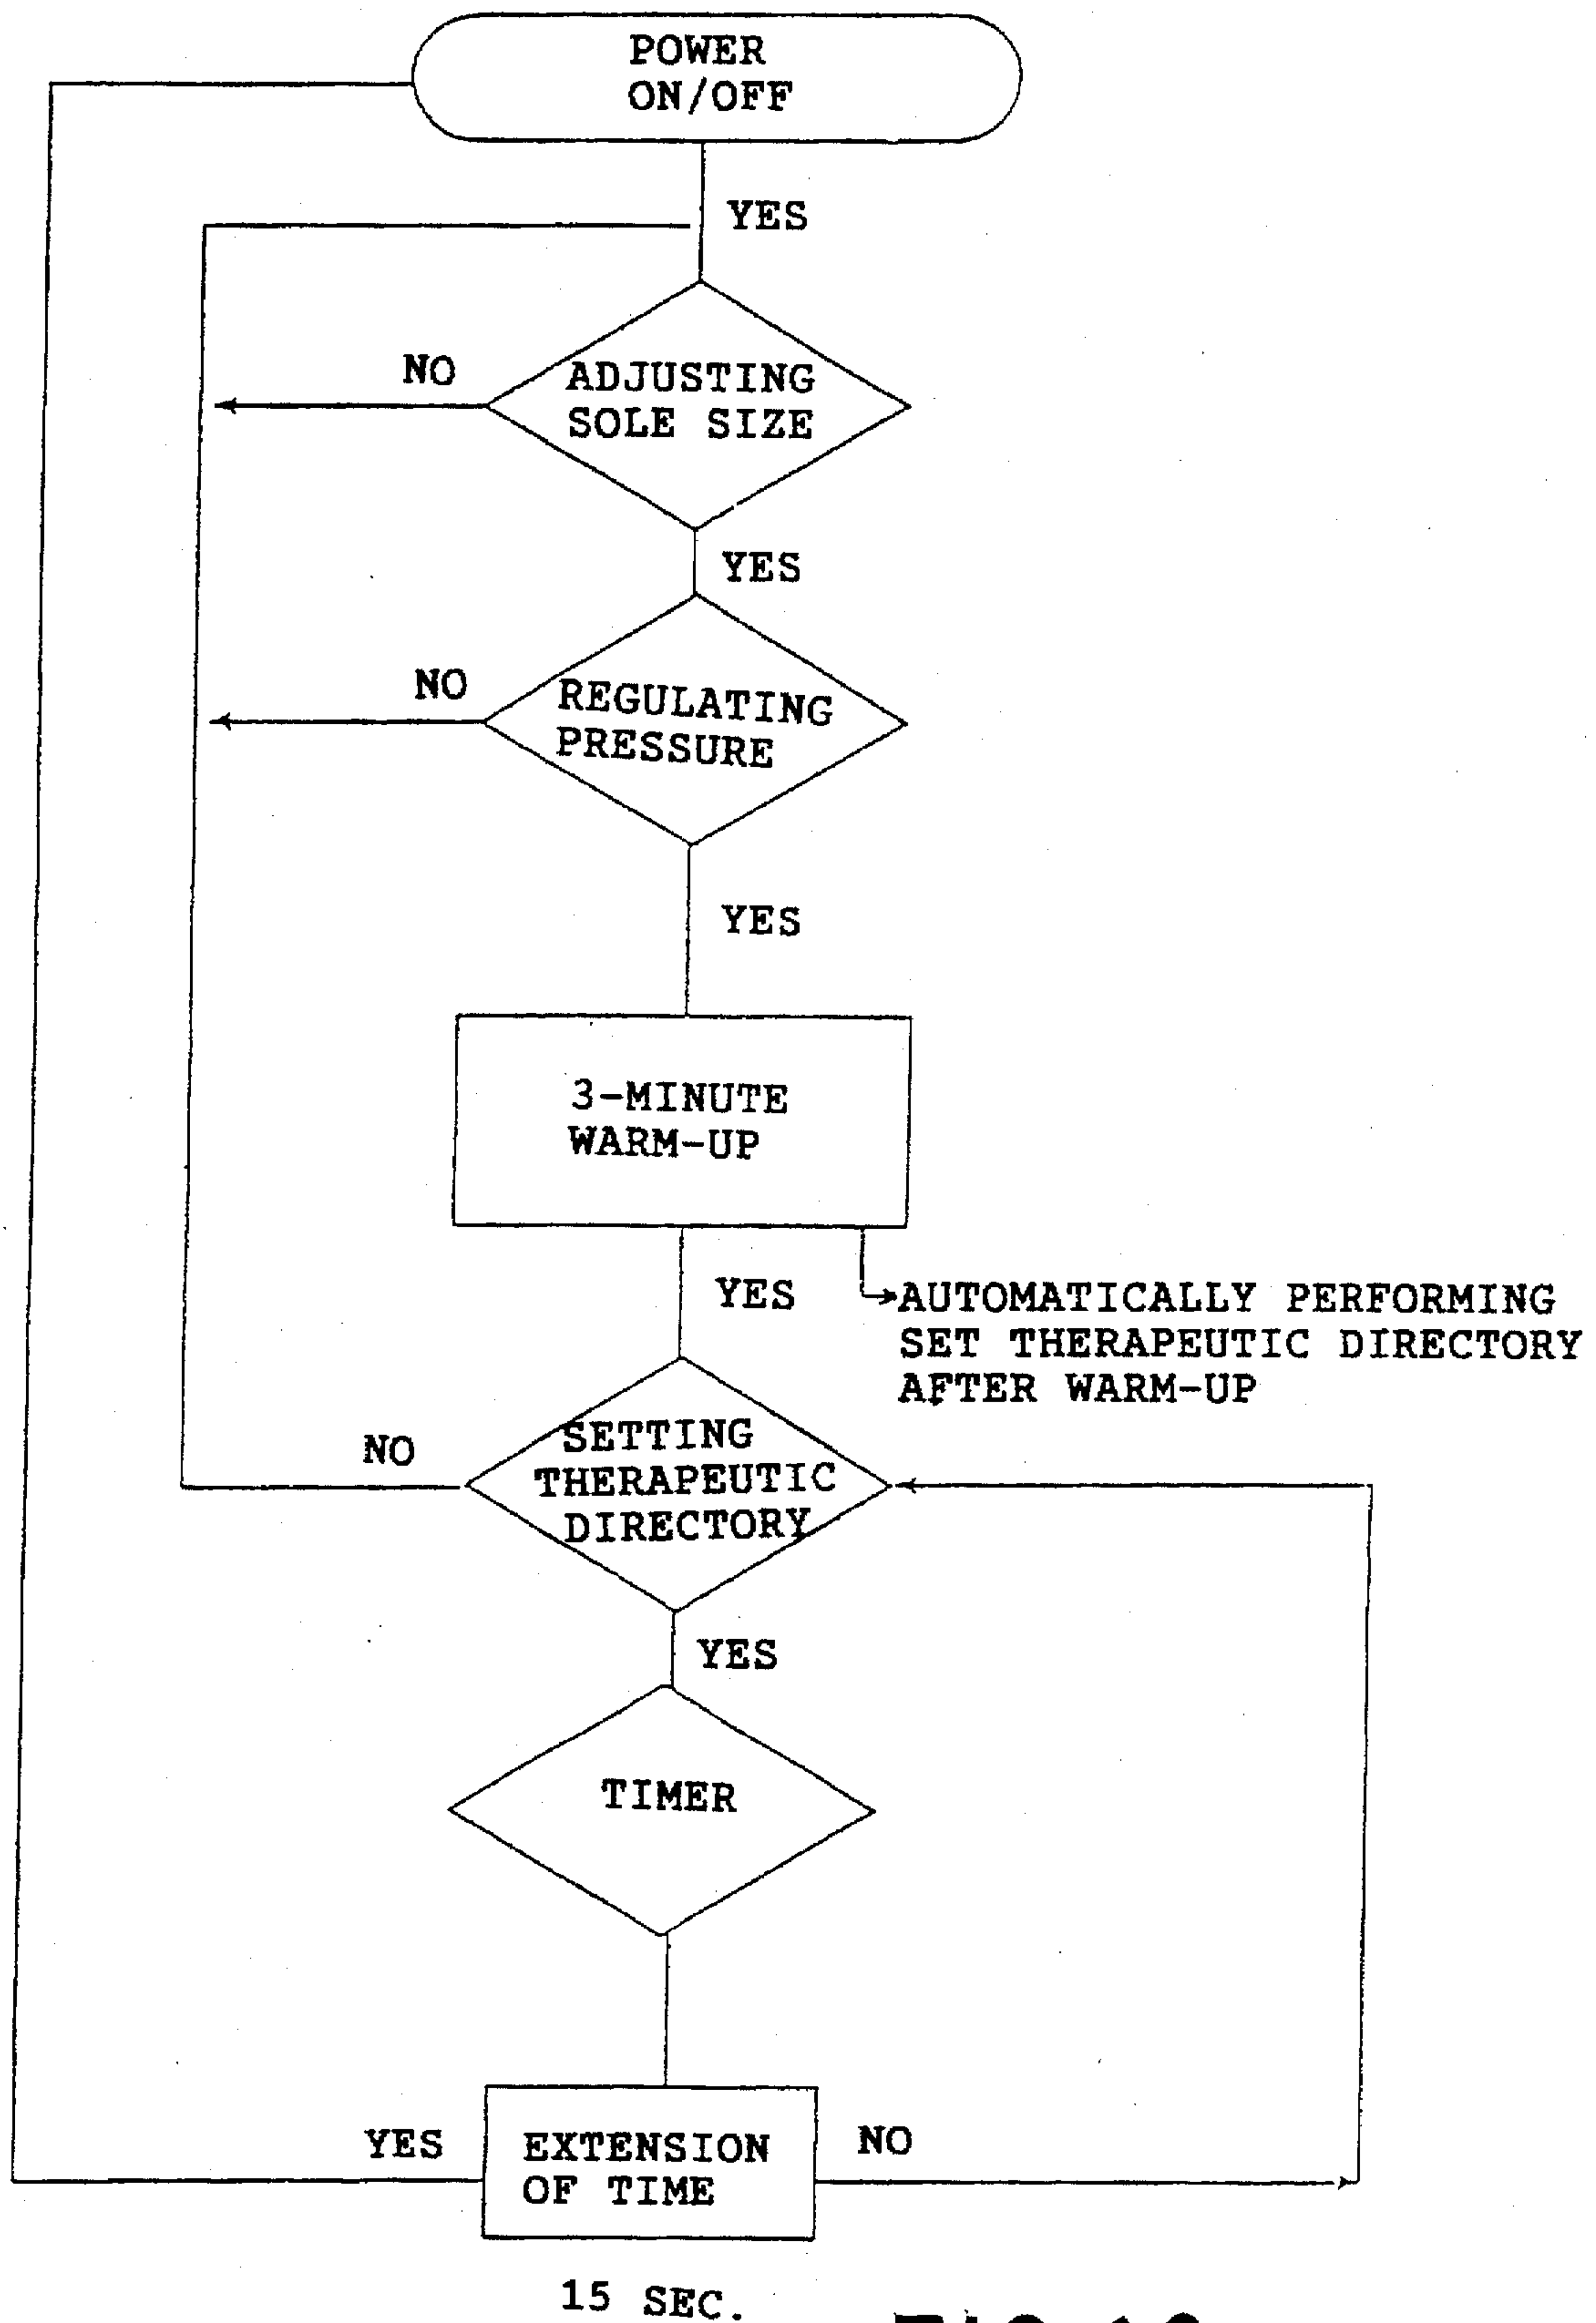 POWER
ON/OFF
YES
NO
ADJUSTING
SOLE SIZE
YES
NO
REGULATING
PRESSURE
YES
3-MINUTE
WARM-UP
YES
AUTOMATICALLY PERFORMING
SET THERAPEUTIC DIRECTORY
AFTER WARM-UP
NO
SETTING
THERAPEUTIC
DIRECTORY
YES
TIMER
YES
EXTENSION
OF TIME
NO
15 SEC.